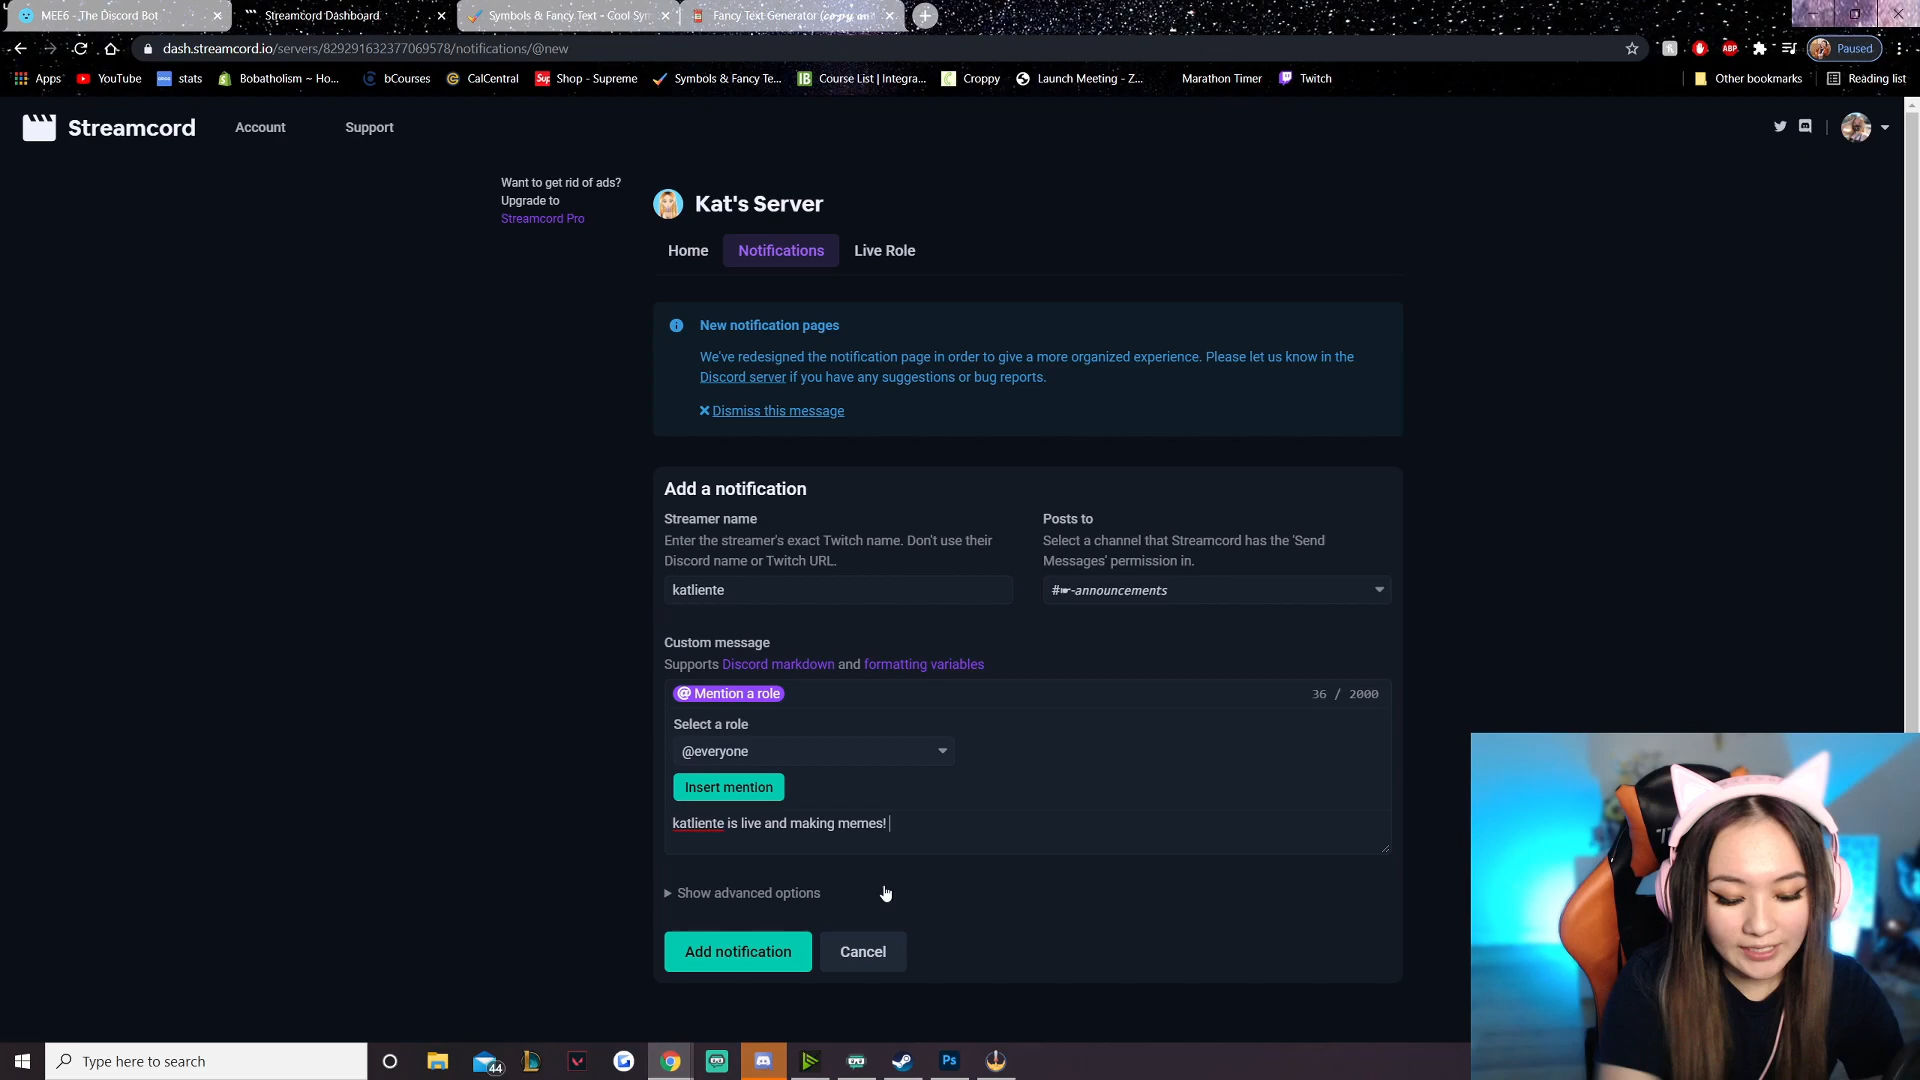 MEE6 - The Discord Bot
Streamcord Dashboard
Symbols & Fancy Text - Cool Sy
Fancy Text Generator (𝓬𝓸𝓹𝔂 𝓪𝓷
dash.streamcord.io/servers/829291632377069578/notifications/@new
ABP
Paused
Apps
YouTube
stats
Bobatholism – Ho...
bCourses
CalCentral
Sup
Shop - Supreme
Symbols & Fancy Te...
IB
Course List | Integra...
Croppy
Launch Meeting - Z...
Marathon Timer
Twitch
Other bookmarks
Reading list
Streamcord
Account
Support
Want to get rid of ads?
Upgrade to
Streamcord Pro
Kat's Server
Home
Notifications
Live Role
New notification pages
We've redesigned the notification page in order to give a more organized experience. Please let us know in the
Discord server if you have any suggestions or bug reports.
Dismiss this message
Add a notification
Streamer name
Enter the streamer's exact Twitch name. Don't use their
Discord name or Twitch URL.
katliente
Posts to
Select a channel that Streamcord has the 'Send
Messages' permission in.
#☛-announcements
Custom message
Supports Discord markdown and formatting variables
@ Mention a role
36 / 2000
Select a role
@everyone
Insert mention
katliente is live and making memes!
Show advanced options
Add notification
Cancel
Type here to search
44
Ps